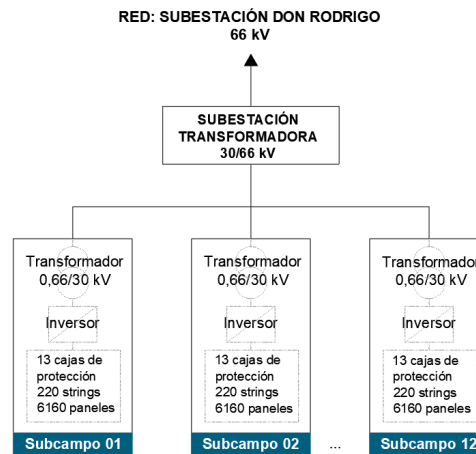 RED: SUBESTACIÓN DON RODRIGO
66 kV
SUBESTACIÓN
TRANSFORMADORA
30/66 kV
Transformador
0,66/30 kV
Inversor
13 cajas de
protección
220 strings
6160 paneles
Subcampo 01
Transformador
0,66/30 kV
Inversor
13 cajas de
protección
220 strings
6160 paneles
Subcampo 02
...
Transformador
0,66/30 kV
Inversor
13 cajas de
protección
220 strings
6160 paneles
Subcampo 12